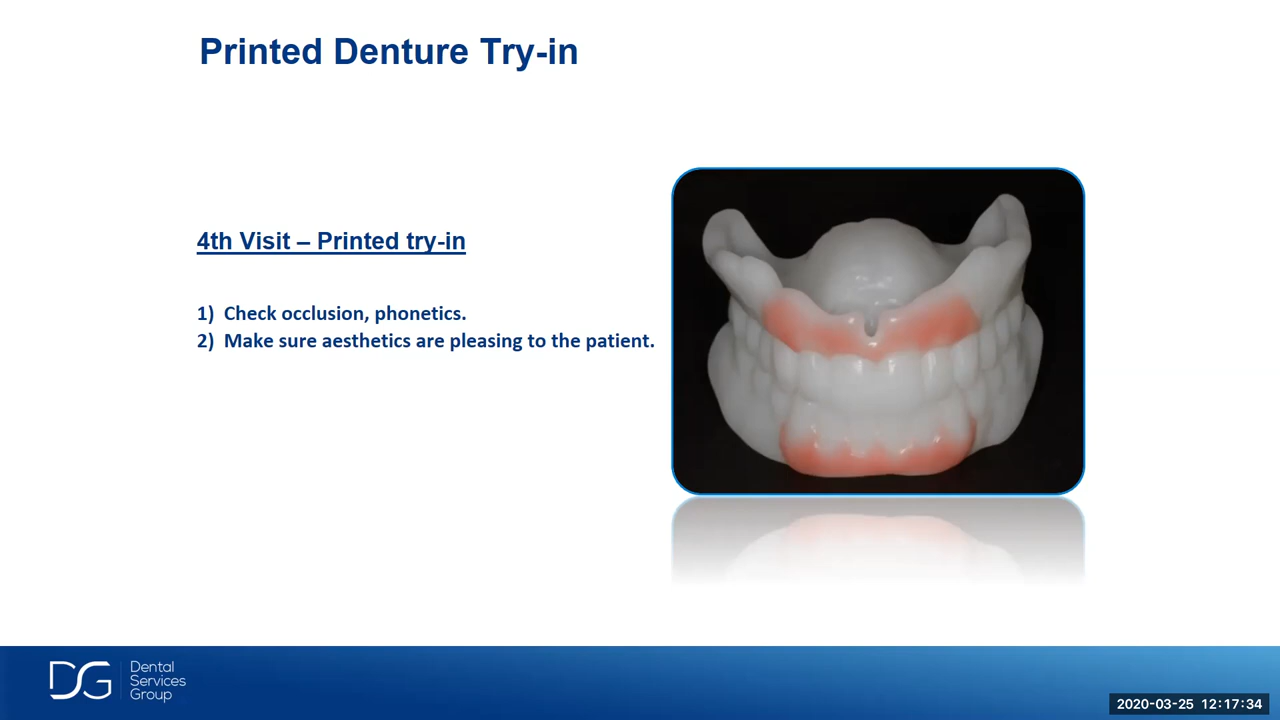 Printed Denture Try-in
4th Visit – Printed try-in
1) Check occlusion, phonetics.
2) Make sure aesthetics are pleasing to the patient.
DG
Dental
Services
Group
2020-03-25 12:17:34